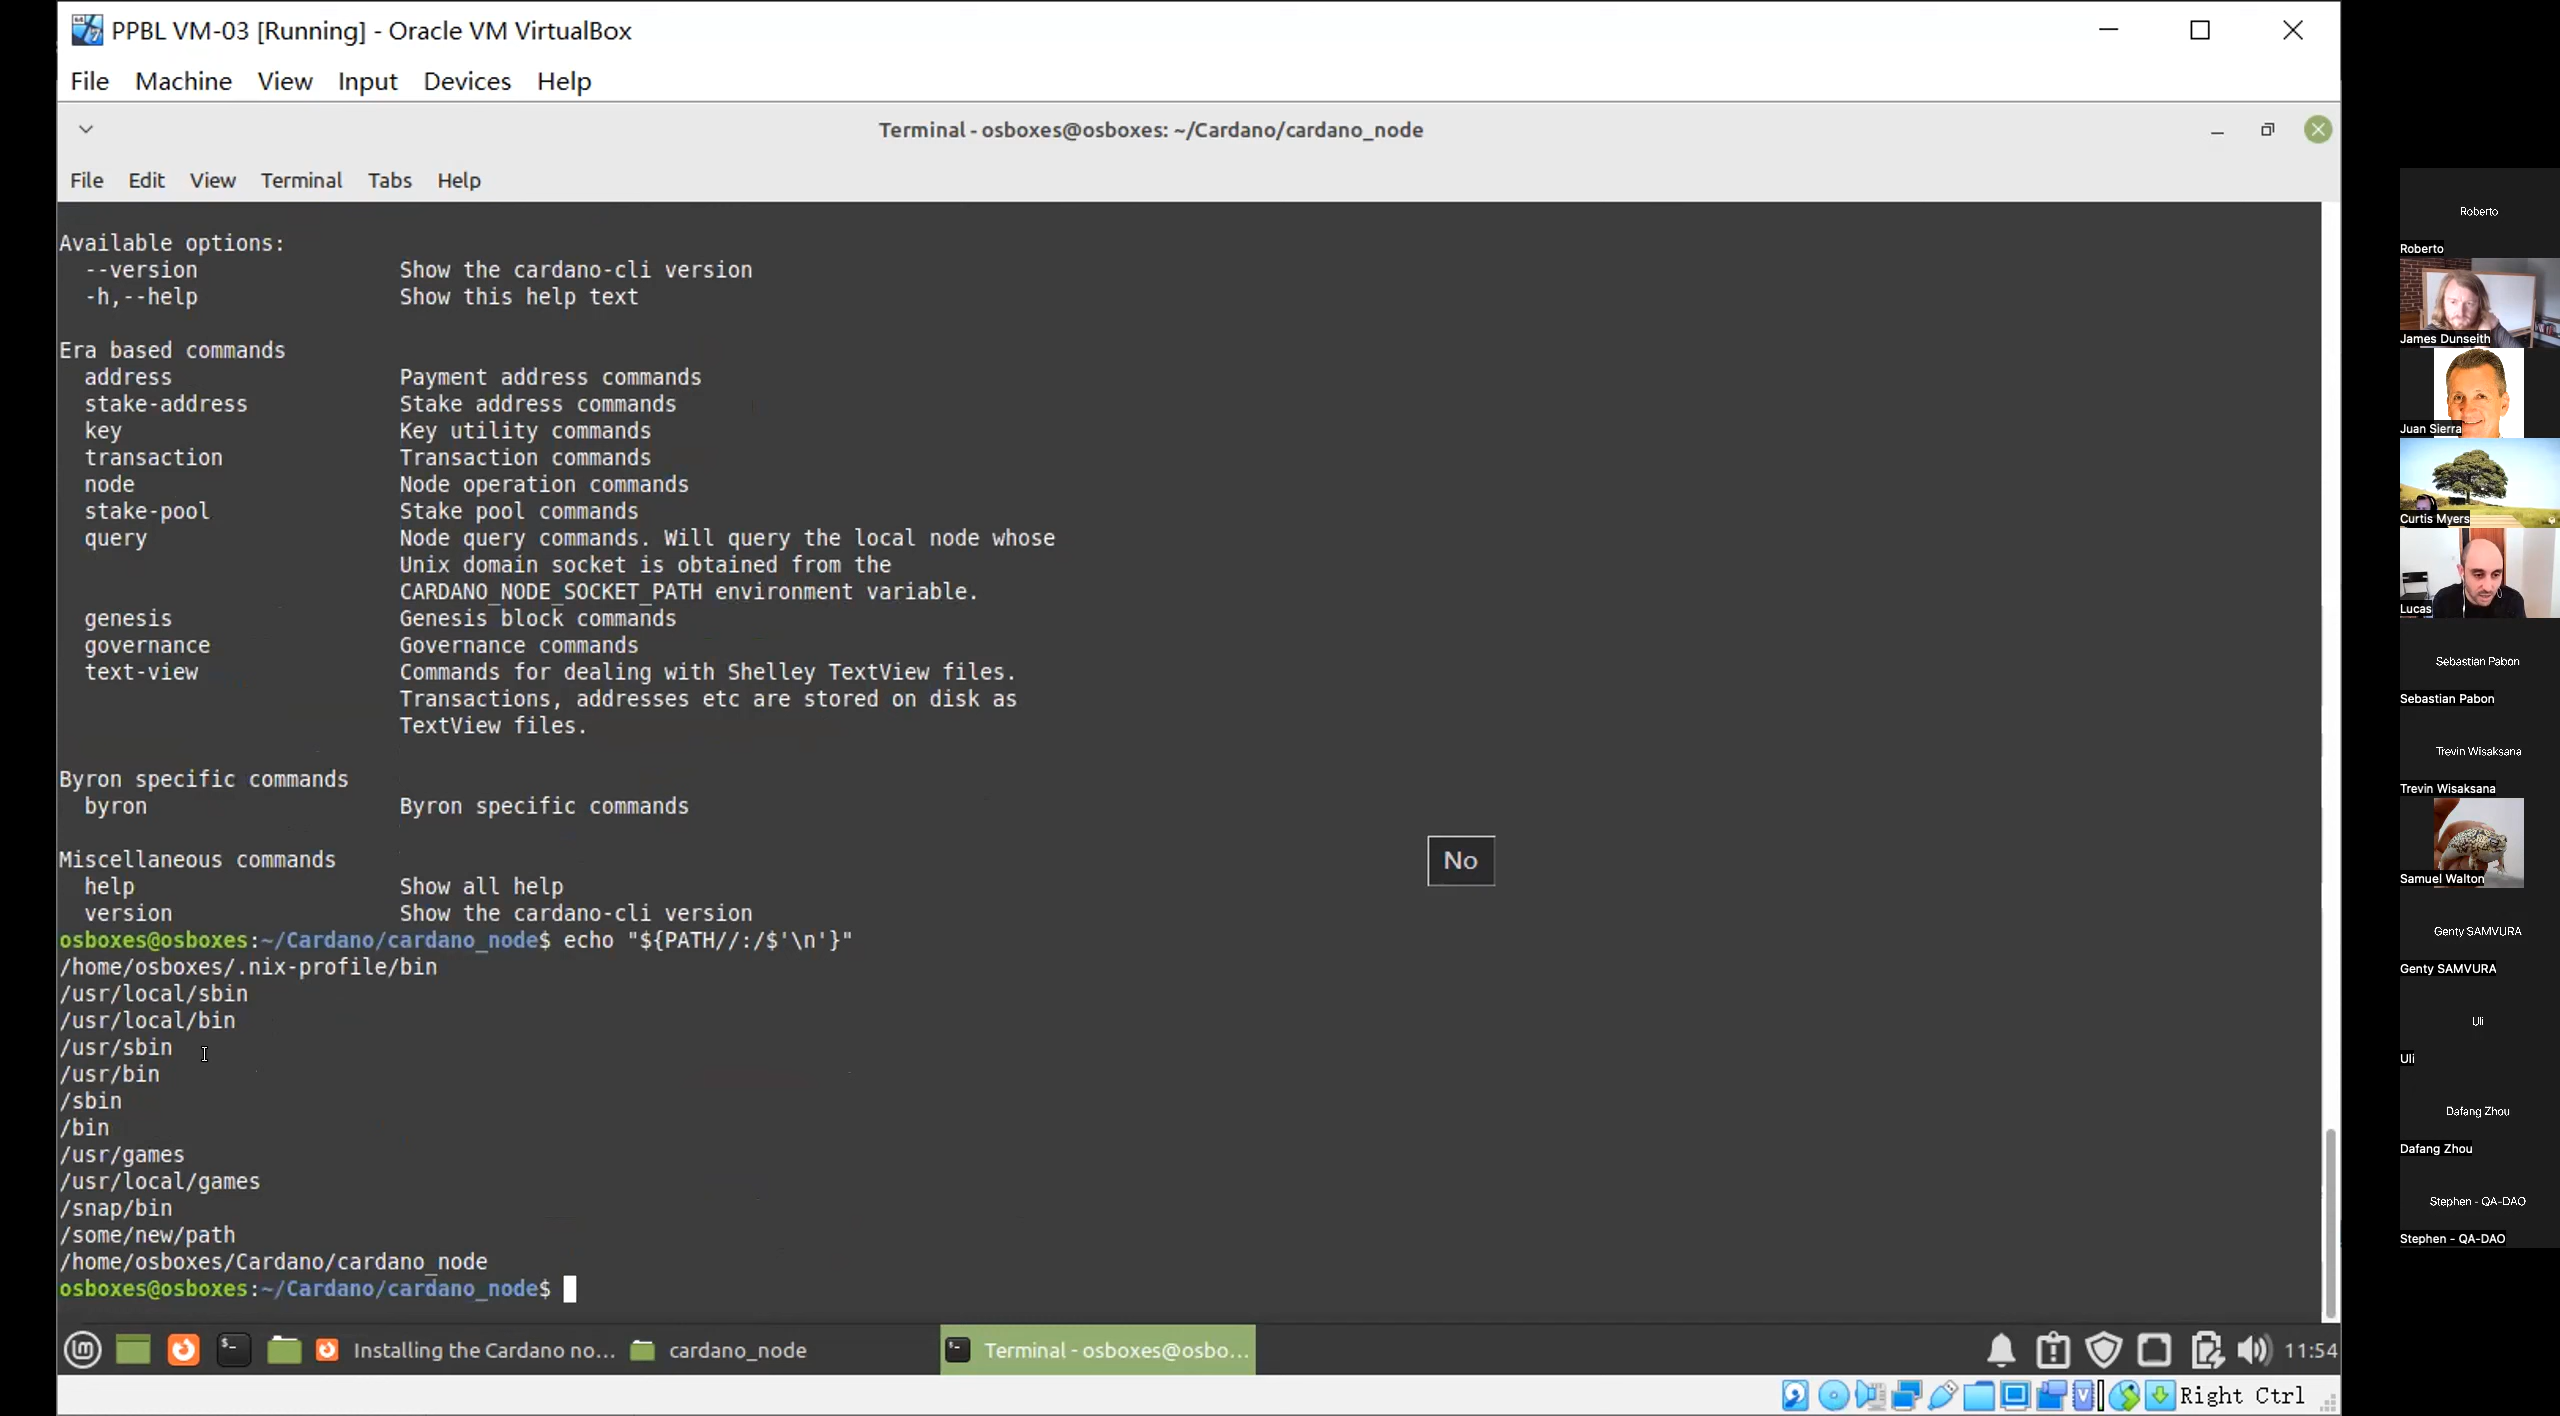 PPBL VM-03 [Running] - Oracle VM VirtualBox
File Machine View Input Devices Help
Terminal - osboxes@osboxes: ~/Cardano/cardano_node
File Edit View Terminal Tabs Help
Available options:
--version Show the cardano-cli version
-h,--help Show this help text
Era based commands
address Payment address commands
stake-address Stake address commands
key Key utility commands
transaction Transaction commands
node Node operation commands
stake-pool Stake pool commands
query Node query commands. Will query the local node whose
Unix domain socket is obtained from the
CARDANO_NODE_SOCKET_PATH environment variable.
genesis Genesis block commands
governance Governance commands
text-view Commands for dealing with Shelley TextView files.
Transactions, addresses etc are stored on disk as
TextView files.
Byron specific commands
byron Byron specific commands
Miscellaneous commands
help Show all help
version Show the cardano-cli version
osboxes@osboxes:~/Cardano/cardano_node$ echo "${PATH//:/$'\n'}"
/home/osboxes/.nix-profile/bin
/usr/local/sbin
/usr/local/bin
/usr/sbin
/usr/bin
/sbin
/bin
/usr/games
/usr/local/games
/snap/bin
/some/new/path
/home/osboxes/Cardano/cardano_node
osboxes@osboxes:~/Cardano/cardano_node$
No
Installing the Cardano no... cardano_node Terminal - osboxes@osbo... 11:54
Right Ctrl
Roberto
Roberto
James Dunseith
Juan Sierra
Curtis Myers
Lucas
Sebastian Pabon
Sebastian Pabon
Trevin Wisaksana
Trevin Wisaksana
Samuel Walton
Genty SAMVURA
Genty SAMVURA
Uli
Uli
Dafang Zhou
Dafang Zhou
Stephen - QA-DAO
Stephen - QA-DAO